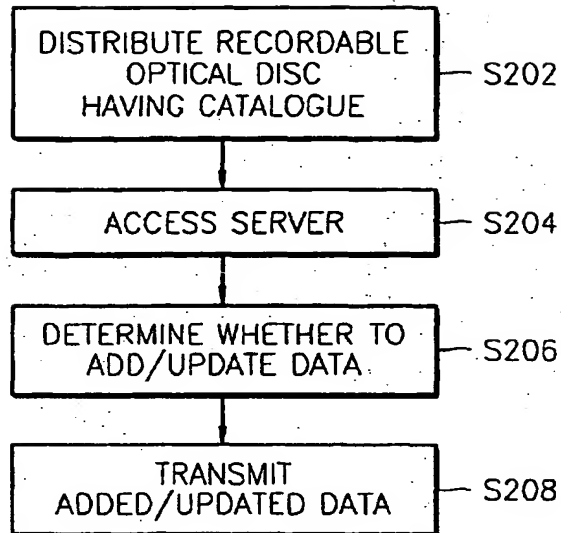 DISTRIBUTE RECORDABLE
OPTICAL DISC
HAVING CATALOGUE
S202
ACCESS SERVER
S204
DETERMINE WHETHER TO
ADD/UPDATE DATA
S206
TRANSMIT
ADDED/UPDATED DATA
S208